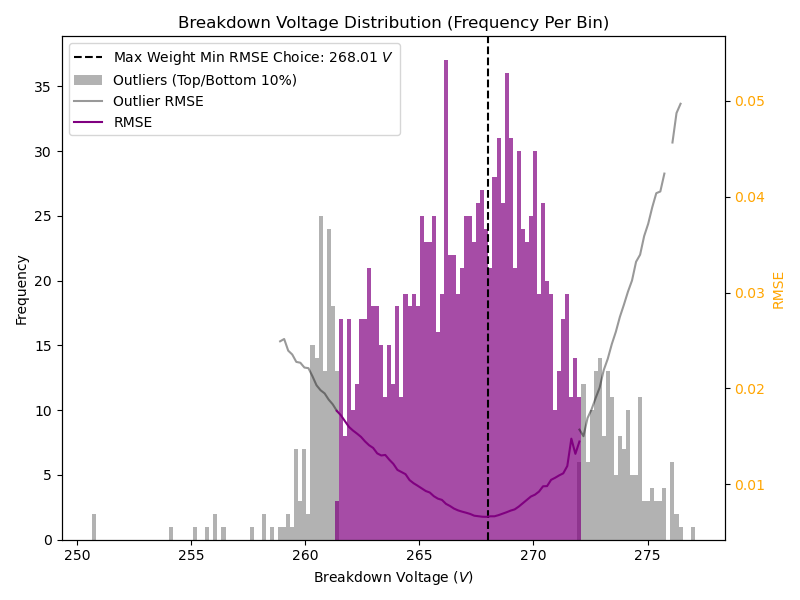 Breakdown Voltage Distribution (Frequency Per Bin)
Max Weight Min RMSE Choice: 268.01 V
Outliers (Top/Bottom 10%)
Outlier RMSE
RMSE
Frequency
35
30
25
20
15
10
5
0
0.05
0.04
0.03
0.02
0.01
RMSE
250
255
260
265
270
275
Breakdown Voltage (V)